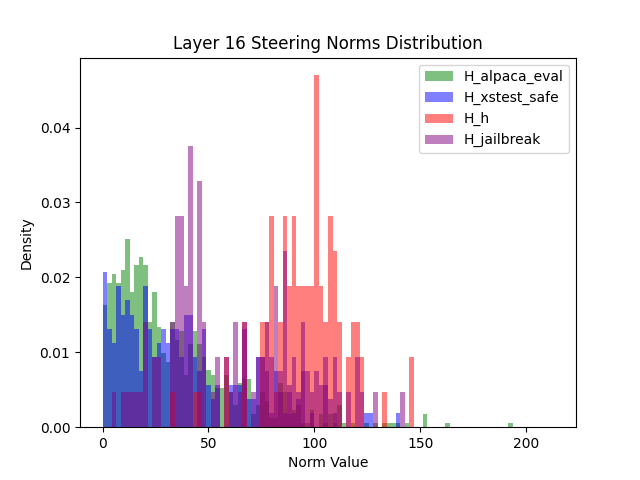 Layer 16 Steering Norms Distribution
H_alpaca_eval
H_xstest_safe
H_h
H_jailbreak
0.04
0.03
0.02
0.01
0.00
Density
0
50
100
150
200
Norm Value